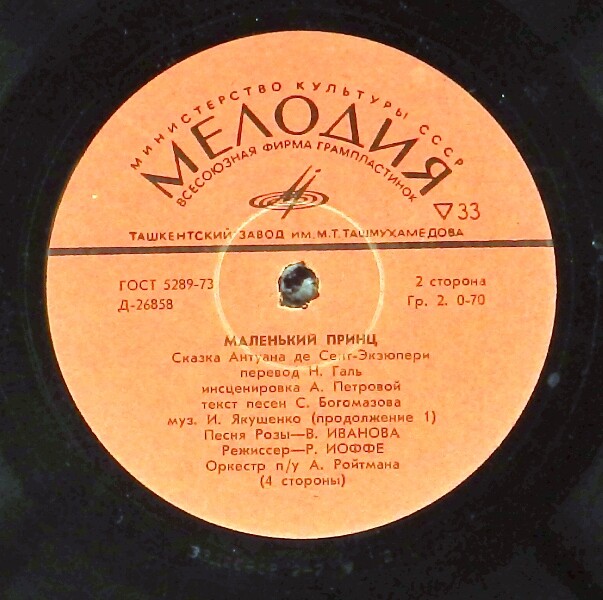 МИНИСТЕРСТВО КУЛЬТУРЫ СССР
МЕЛОДИЯ
ВСЕСОЮЗНАЯ ФИРМА ГРАМПЛАСТИНОК
33
ТАШКЕНТСКИЙ ЗАВОД ИМ.М.Т.ТАШМУХАМЕДОВА
ГОСТ 5289-73
Д-26858
2 сторона
Гр. 2. 0-70
МАЛЕНЬКИЙ ПРИНЦ
Сказка Антуана де Сент-Экзюпери
перевод Н. Галь
инсценировка А. Петровой
текст песен С. Богомазова
муз. И. Якушенко (продолжение 1)
Песня Розы—В. ИВАНОВА
Режиссер—Р. ИОФФЕ
Оркестр п/у А. Ройтмана
(4 стороны)